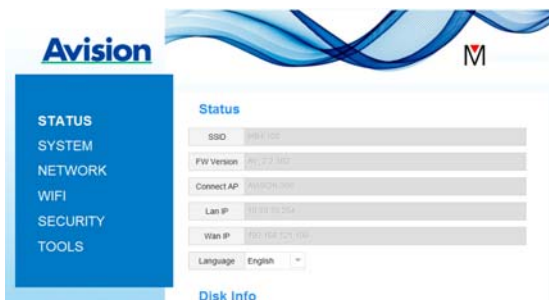 Avision
M
STATUS
SYSTEM
NETWORK
WIFI
SECURITY
TOOLS
Status
SSID
FW Version
Connect AP
Lan IP
Wan IP
Language English
Disk Info